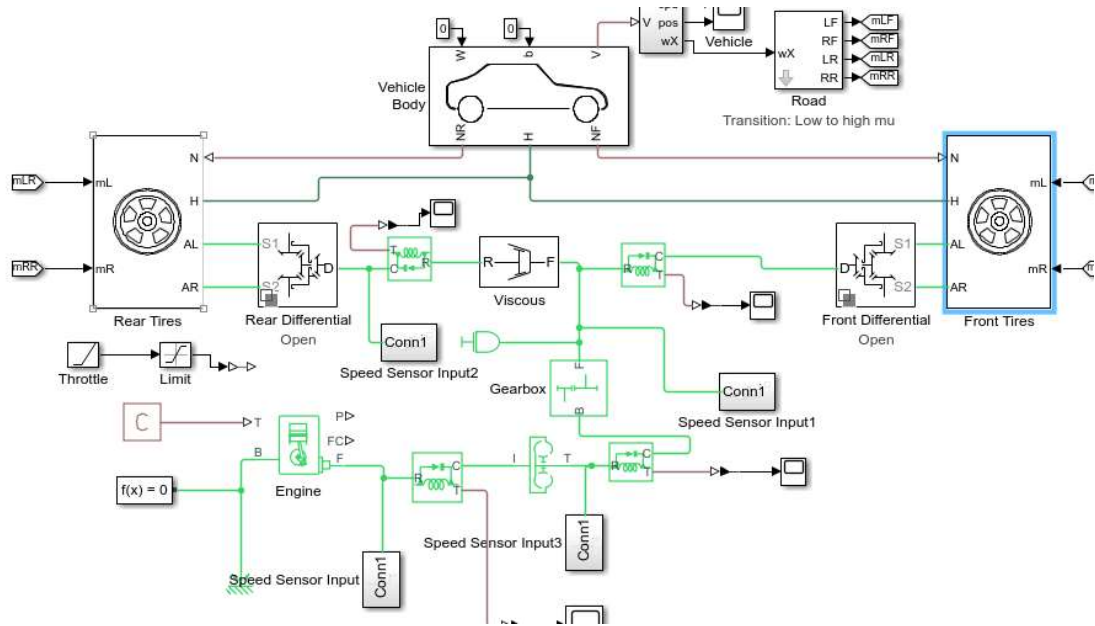 V
pos
wX
Vehicle
wX
LF
RF
LR
RR
Road
mLF
mRF
mLR
mRR
Transition: Low to high mu
0
0
W
b
V
Vehicle
Body
NR
H
NF
mLR
mRR
mL
mR
N
H
AL
AR
Rear Tires
S1
S2
D
Rear Differential
Open
T
C
R
R
F
Viscous
R
C
T
D
S1
S2
Front Differential
Open
N
H
AL
AR
mL
mR
Front Tires
Throttle
Limit
Conn1
Speed Sensor Input2
F
Gearbox
B
Conn1
Speed Sensor Input1
C
T
B
P
FC
F
Engine
f(x) = 0
R
C
T
I
T
R
C
T
Speed Sensor Input3
Conn1
Speed Sensor Input
Conn1